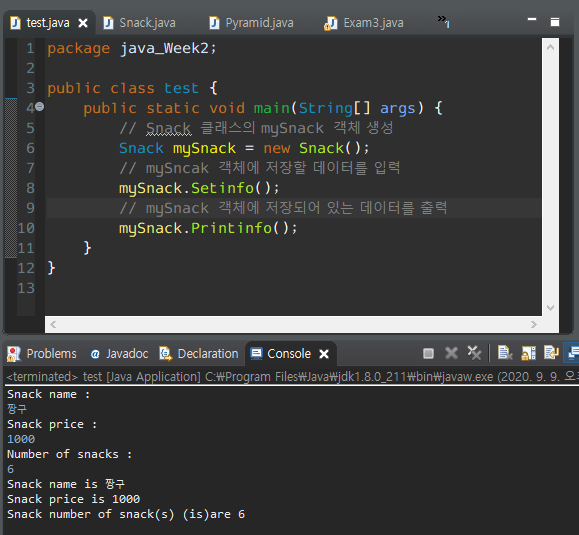 test.java Snack.java Pyramid.java Exam3.java »1
1 package java_Week2;
2
3 public class test {
4 public static void main(String[] args) {
5 // Snack 클래스의 mySnack 객체 생성
6 Snack mySnack = new Snack();
7 // mySncak 객체에 저장할 데이터를 입력
8 mySnack.Setinfo();
9 // mySnack 객체에 저장되어 있는 데이터를 출력
10 mySnack.Printinfo();
11 }
12 }
13
Problems @ Javadoc Declaration Console
<terminated> test [Java Application] C:₩Program Files₩Java₩jdk1.8.0_211₩bin₩javaw.exe (2020. 9. 9.
Snack name :
짱구
Snack price :
1000
Number of snacks :
6
Snack name is 짱구
Snack price is 1000
Snack number of snack(s) (is)are 6